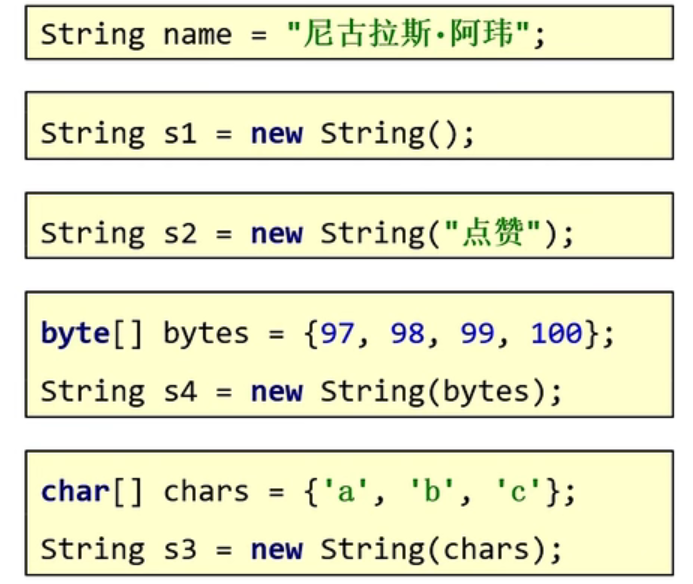 String name = "尼古拉斯·阿玮";
String s1 = new String();
String s2 = new String("点赞");
byte[] bytes = {97, 98, 99, 100};
String s4 = new String(bytes);
char[] chars = {'a', 'b', 'c'};
String s3 = new String(chars);